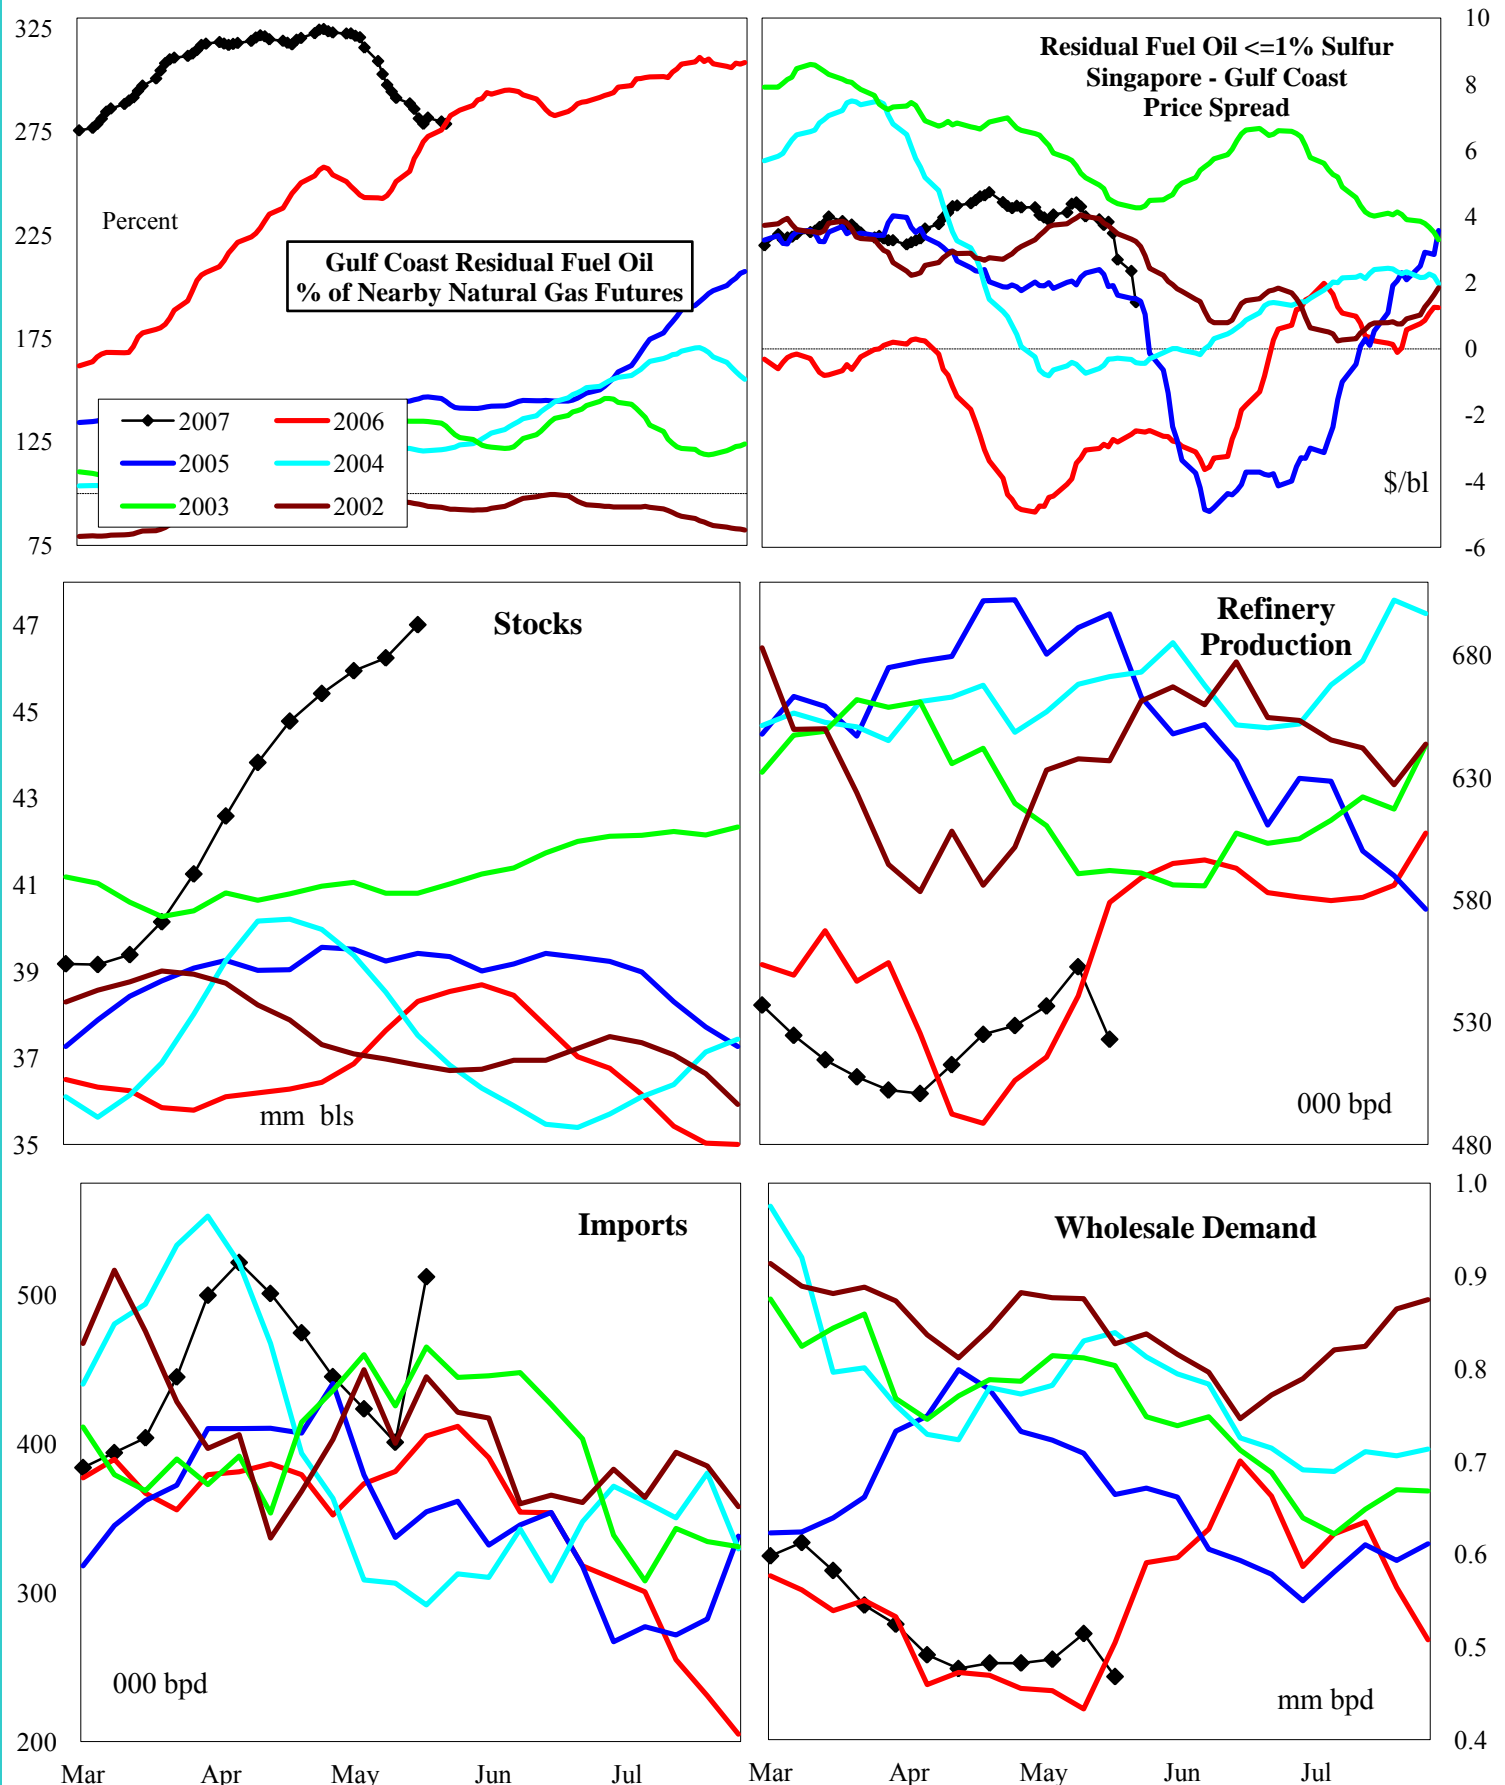 325
275
225
175
125
75
Percent
Gulf Coast Residual Fuel Oil
% of Nearby Natural Gas Futures
2007
2006
2005
2004
2003
2002
Residual Fuel Oil <=1% Sulfur
Singapore - Gulf Coast
Price Spread
10
8
6
4
2
0
-2
-4
-6
$/bl
47
45
43
41
39
37
35
Stocks
mm bls
Refinery
Production
680
630
580
530
480
000 bpd
Imports
500
400
300
200
000 bpd
Mar
Apr
May
Jun
Jul
Wholesale Demand
1.0
0.9
0.8
0.7
0.6
0.5
0.4
mm bpd
Mar
Apr
May
Jun
Jul